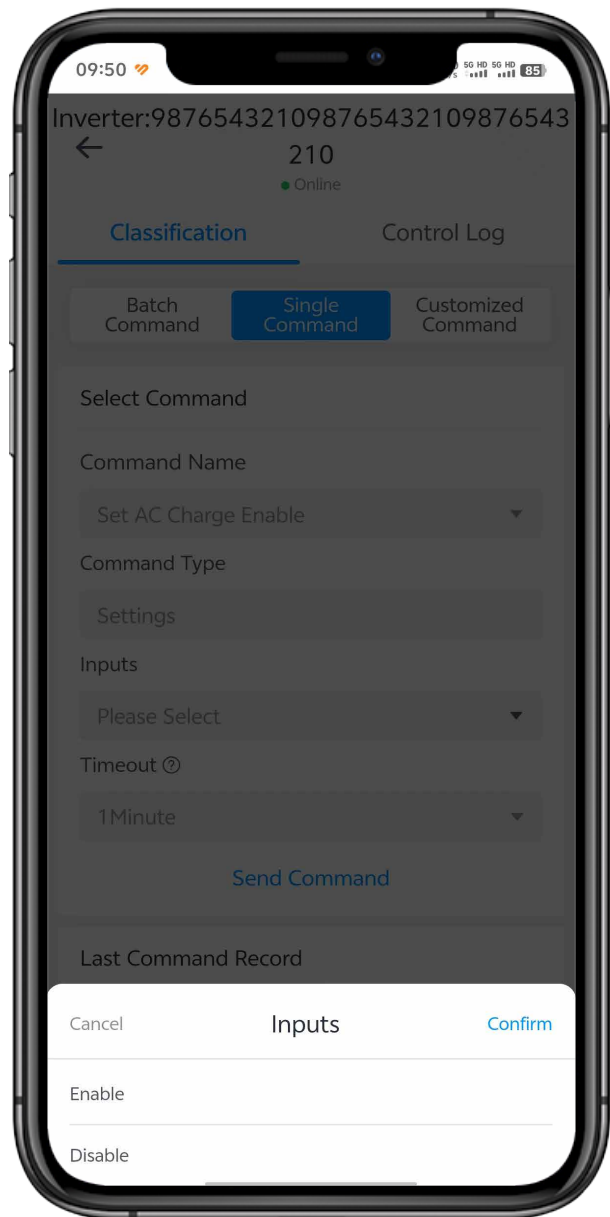 09:50
5G HD 5G HD
85
Inverter:987654321098765432109876543
210
Online
Classification Control Log
Batch Command Single Command Customized Command
Select Command
Command Name
Set AC Charge Enable
Command Type
Settings
Inputs
Please Select
Timeout
1Minute
Send Command
Last Command Record
Cancel Inputs Confirm
Enable
Disable